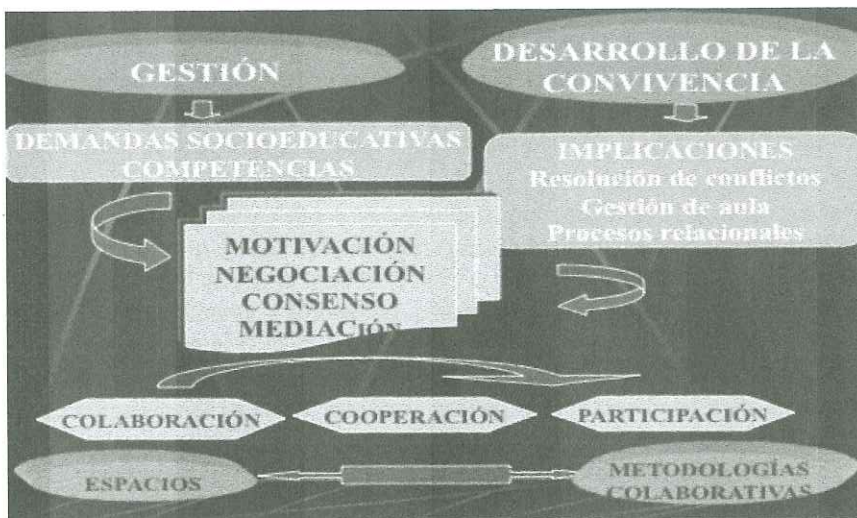 GESTIÓN
DESARROLLO DE LA
CONVIVENCIA
DEMANDAS SOCIOEDUCATIVAS
COMPETENCIAS
IMPLICACIONES
Resolución de conflictos
Gestión de aula
Procesos relacionales
MOTIVACIÓN
NEGOCIACIÓN
CONSENSO
MEDIACIÓN
COLABORACIÓN
COOPERACIÓN
PARTICIPACIÓN
ESPACIOS
METODOLOGÍAS
COLABORATIVAS